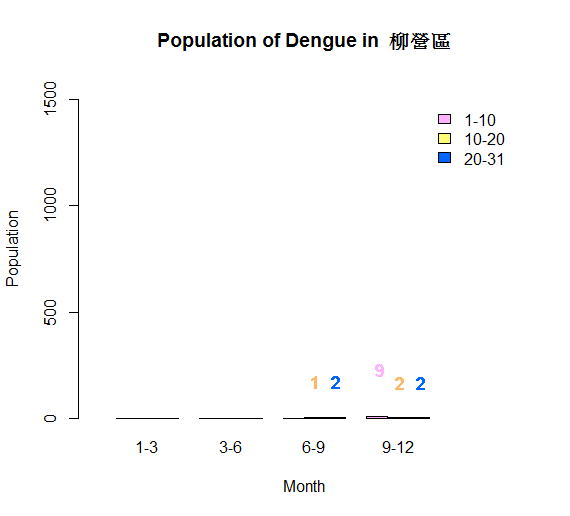 Population of Dengue in 柳營區
1500
1000
500
0
Population
1-10
10-20
20-31
1 2 9 2 2
1-3 3-6 6-9 9-12
Month